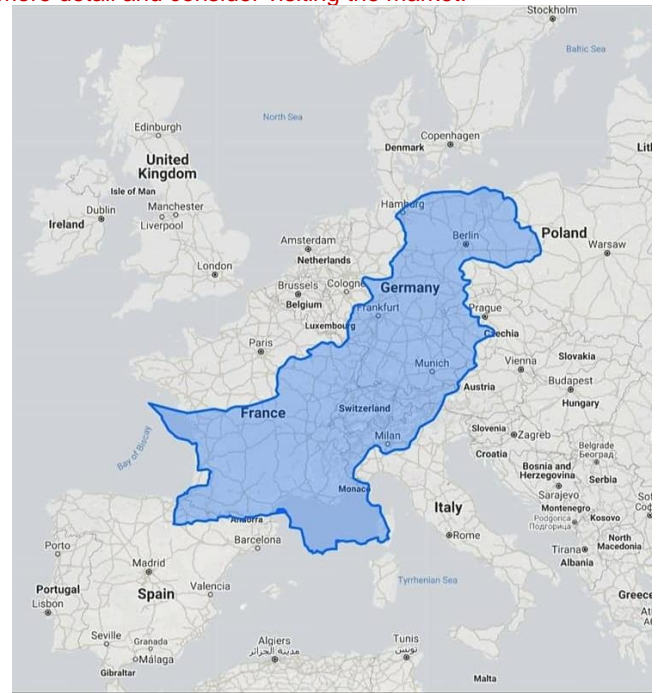 more detail and consider visiting the market.
Stockholm
Baltic Sea
North Sea
Edinburgh
Copenhagen
Denmark
United
Kingdom
Isle of Man
Dublin
Manchester
Ireland
Liverpool
Hamburg
Poland
Berlin
Warsaw
Amsterdam
Netherlands
London
Brussels
Cologne
Germany
Belgium
Frankfurt
Prague
Luxembourg
Czechia
Paris
Slovakia
Vienna
Munich
Budapest
Austria
Hungary
France
Switzerland
Slovenia
Zagreb
Milan
Croatia
Belgrade
Београд
Bay of Biscay
Bosnia and
Herzegovina
Serbia
Monaco
Sarajevo
Italy
Montenegro
Kosovo
Podgorica
Подгорица
Andorra
Barcelona
Rome
North
Macedonia
Porto
Tirana
Albania
Madrid
Tyrrhenian Sea
Portugal
Spain
Valencia
Greece
Lisbon
Seville
Granada
Málaga
Algiers
مدينة الجزائر
Tunis
تونس
Gibraltar
Malta